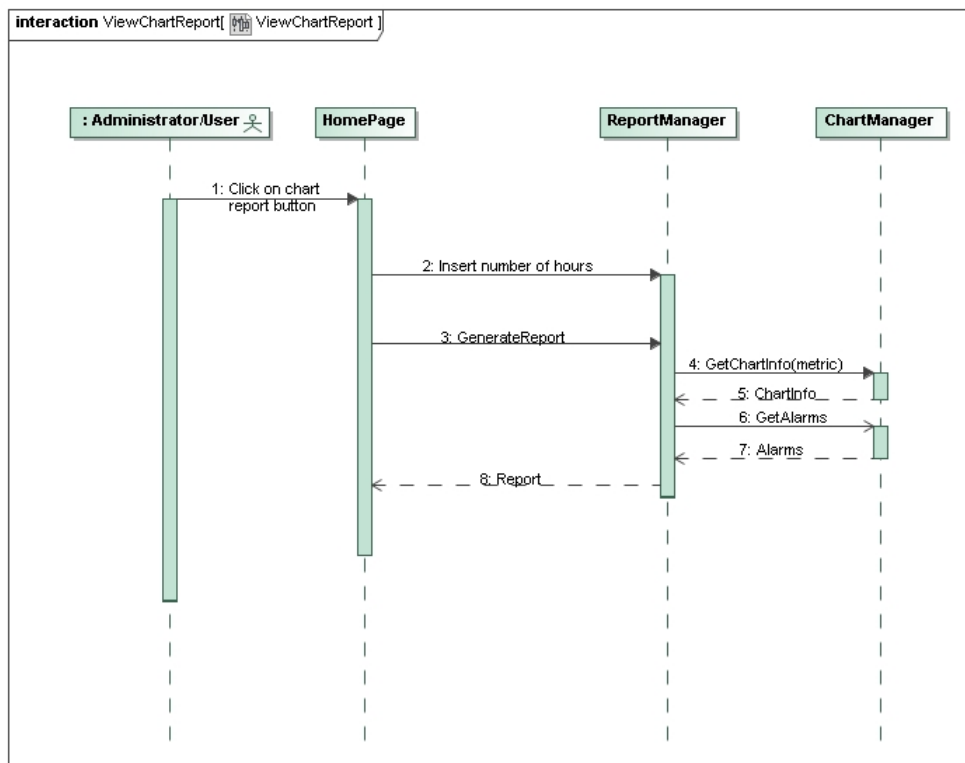 interaction ViewChartReport[ ViewChartReport ]
: Administrator/User
HomePage
ReportManager
ChartManager
1: Click on chart
report button
2: Insert number of hours
3: GenerateReport
4: GetChartInfo(metric)
5: ChartInfo
6: GetAlarms
7: Alarms
8: Report